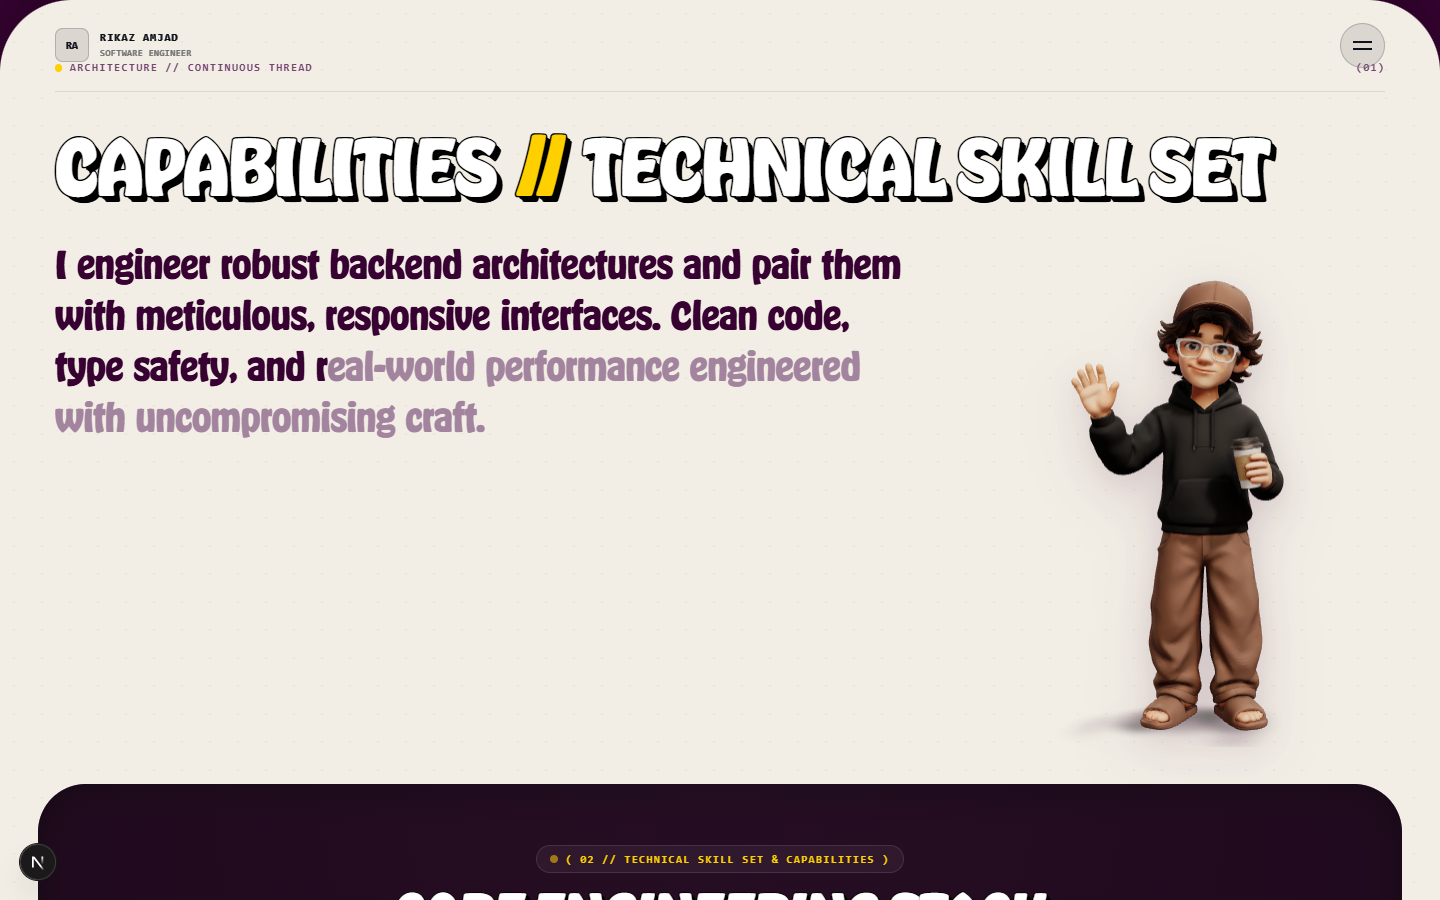 RA
RIKAZ AMJAD
SOFTWARE ENGINEER
ARCHITECTURE // CONTINUOUS THREAD
(01)
CAPABILITIES // TECHNICAL SKILL SET
I engineer robust backend architectures and pair them
with meticulous, responsive interfaces. Clean code,
type safety, and real-world performance engineered
with uncompromising craft.
N
( 02 // TECHNICAL SKILL SET & CAPABILITIES )